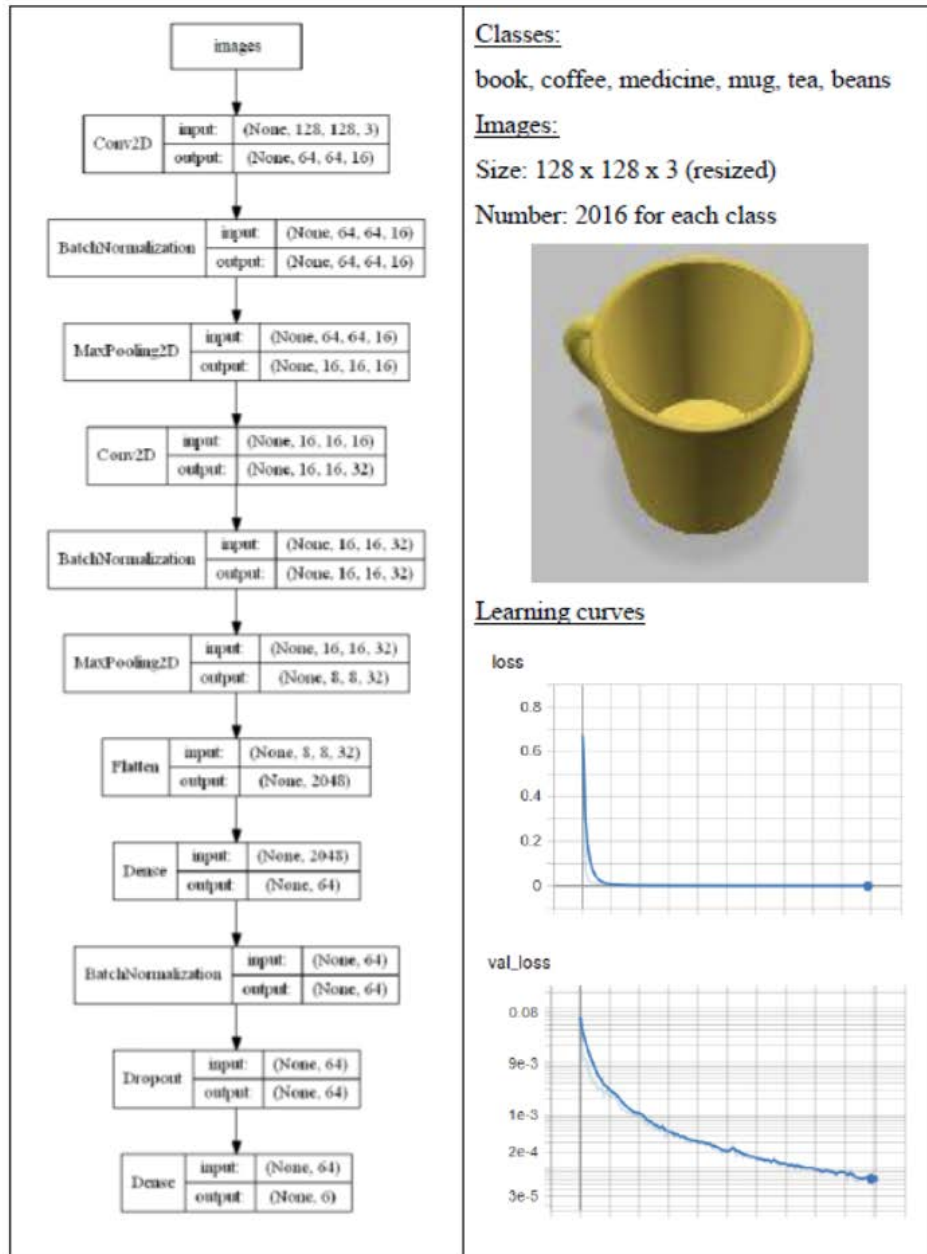 images
Conv2D
input: (None, 128, 128, 3)
output: (None, 64, 64, 16)
BatchNormalization
input: (None, 64, 64, 16)
output: (None, 64, 64, 16)
MaxPooling2D
input: (None, 64, 64, 16)
output: (None, 16, 16, 16)
Conv2D
input: (None, 16, 16, 16)
output: (None, 16, 16, 32)
BatchNormalization
input: (None, 16, 16, 32)
output: (None, 16, 16, 32)
MaxPooling2D
input: (None, 16, 16, 32)
output: (None, 8, 8, 32)
Flatten
input: (None, 8, 8, 32)
output: (None, 2048)
Dense
input: (None, 2048)
output: (None, 64)
BatchNormalization
input: (None, 64)
output: (None, 64)
Dropout
input: (None, 64)
output: (None, 64)
Dense
input: (None, 64)
output: (None, 6)
Classes:
book, coffee, medicine, mug, tea, beans
Images:
Size: 128 x 128 x 3 (resized)
Number: 2016 for each class
Learning curves
loss
0.8
0.6
0.4
0.2
0
val_loss
0.08
9e-3
1e-3
2e-4
3e-5